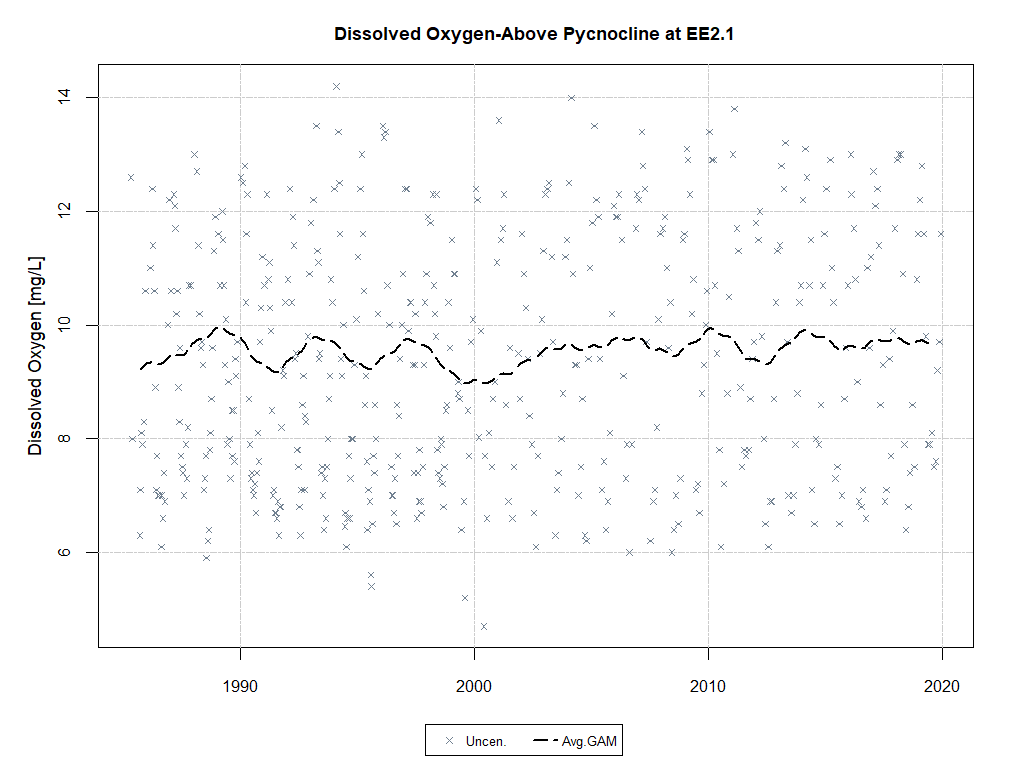 Dissolved Oxygen-Above Pycnocline at EE2.1
Dissolved Oxygen [mg/L]
14
12
10
8
6
1990
2000
2010
2020
Uncen.
Avg.GAM